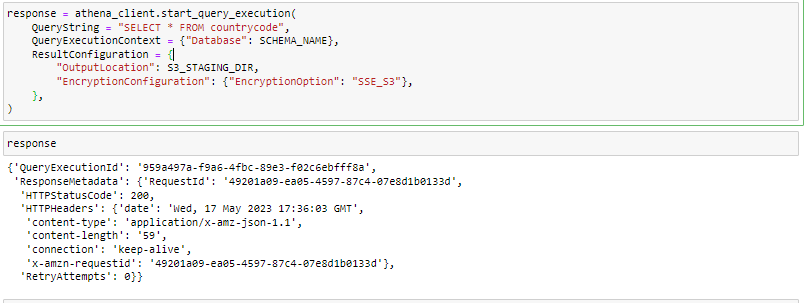 response = athena_client.start_query_execution(
    QueryString = "SELECT * FROM countrycode",
    QueryExecutionContext = {"Database": SCHEMA_NAME},
    ResultConfiguration = {
        "OutputLocation": S3_STAGING_DIR,
        "EncryptionConfiguration": {"EncryptionOption": "SSE_S3"},
    },
)
response
{'QueryExecutionId': '959a497a-f9a6-4fbc-89e3-f02c6ebfff8a',
 'ResponseMetadata': {'RequestId': '49201a09-ea05-4597-87c4-07e8d1b0133d',
  'HTTPStatusCode': 200,
  'HTTPHeaders': {'date': 'Wed, 17 May 2023 17:36:03 GMT',
   'content-type': 'application/x-amz-json-1.1',
   'content-length': '59',
   'connection': 'keep-alive',
   'x-amzn-requestid': '49201a09-ea05-4597-87c4-07e8d1b0133d'},
  'RetryAttempts': 0}}